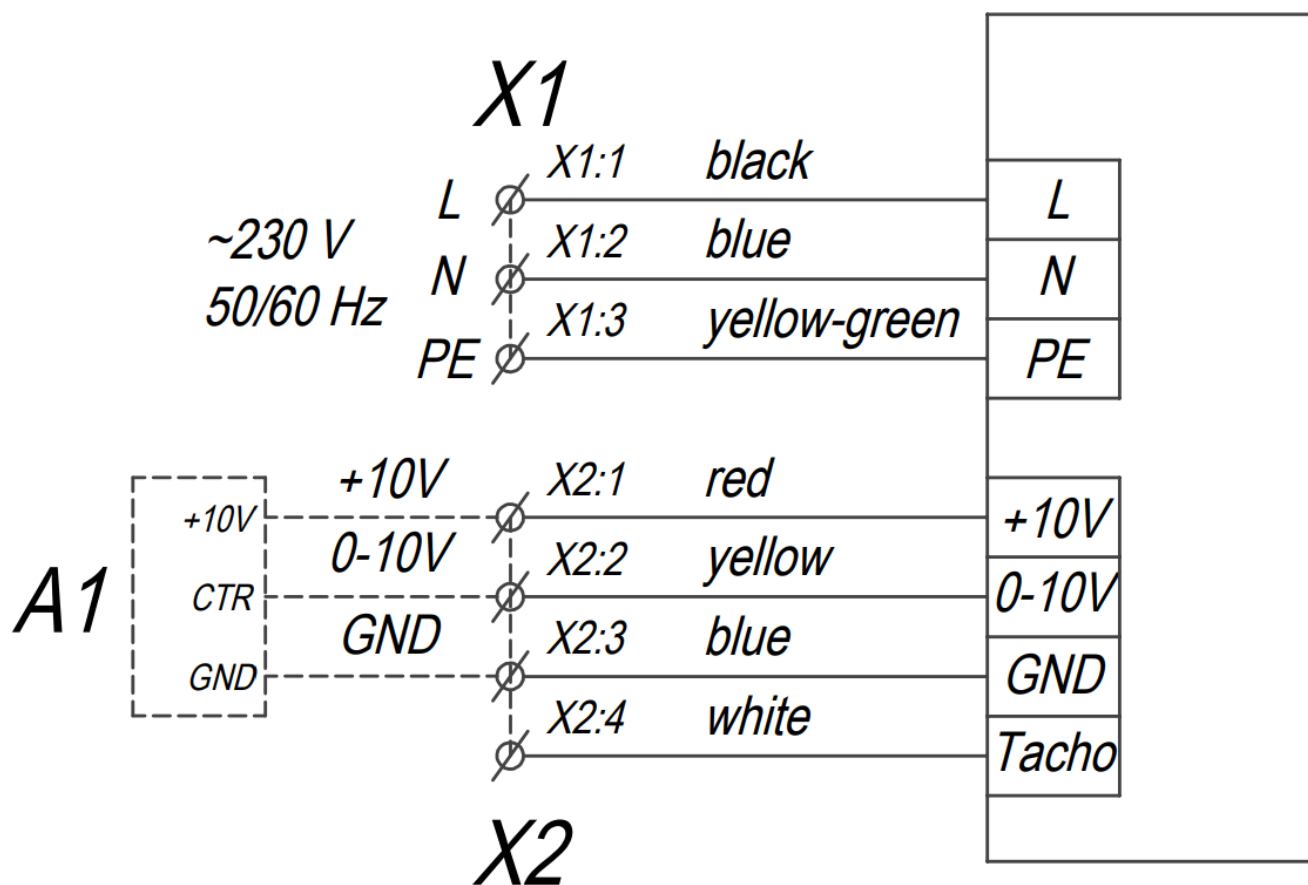 X1
X1:1 black
L
L
~230 V
50/60 Hz
X1:2 blue
N
N
X1:3 yellow-green
PE
PE
+10V
X2:1 red
+10V
+10V
0-10V
X2:2 yellow
A1
CTR
0-10V
GND
X2:3 blue
GND
GND
X2:4 white
Tacho
X2